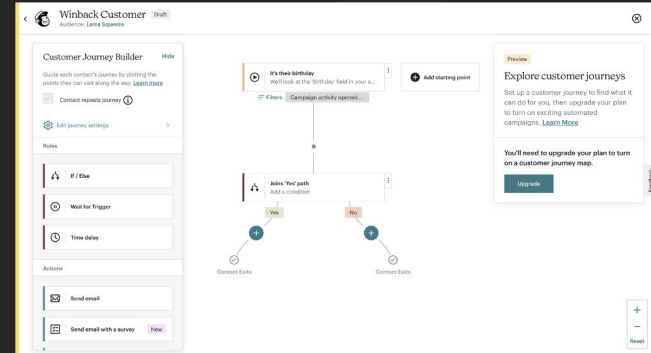 Winback Customer Draft
Audience: Lama Squeeze
Customer Journey Builder Hide
Guide each contact's journey by plotting the
points they can visit along the way. Learn more
Contact repeats journey
Edit journey settings
Rules
If / Else
Wait for Trigger
Time delay
Actions
Send email
Send email with a survey New
It's their birthday
We'll look at the 'Birthday' field in your a...
Filters Campaign activity opened ...
Add starting point
Joins 'Yes' path
Add a condition
Yes No
Contact Exits Contact Exits
Preview
Explore customer journeys
Set up a customer journey to find what it
can do for you, then upgrade your plan
to turn on exciting automated
campaigns. Learn More
You'll need to upgrade your plan to turn
on a customer journey map.
Upgrade
Feedback
Reset